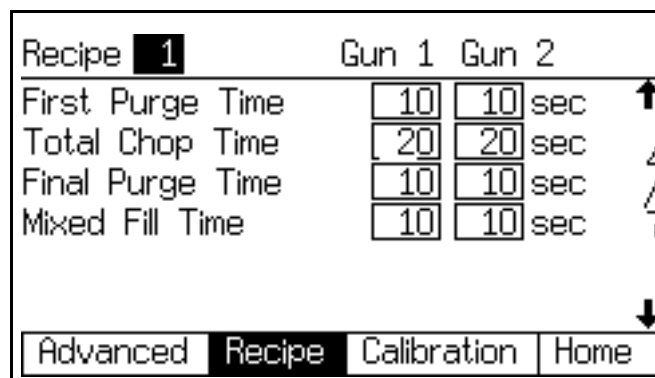 Recipe 1 Gun 1 Gun 2
First Purge Time 10 10 sec
Total Chop Time 20 20 sec
Final Purge Time 10 10 sec
Mixed Fill Time 10 10 sec
Advanced Recipe Calibration Home